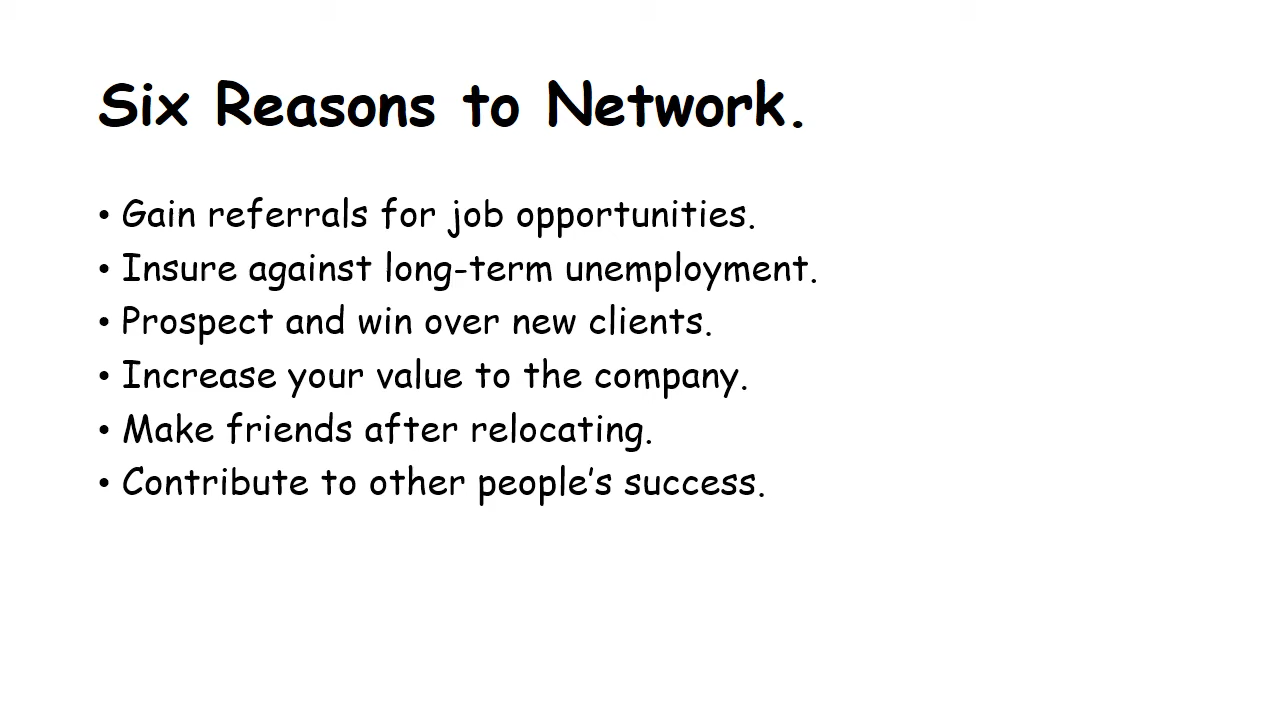 Six Reasons to Network.
• Gain referrals for job opportunities.
• Insure against long-term unemployment.
• Prospect and win over new clients.
• Increase your value to the company.
• Make friends after relocating.
• Contribute to other people’s success.